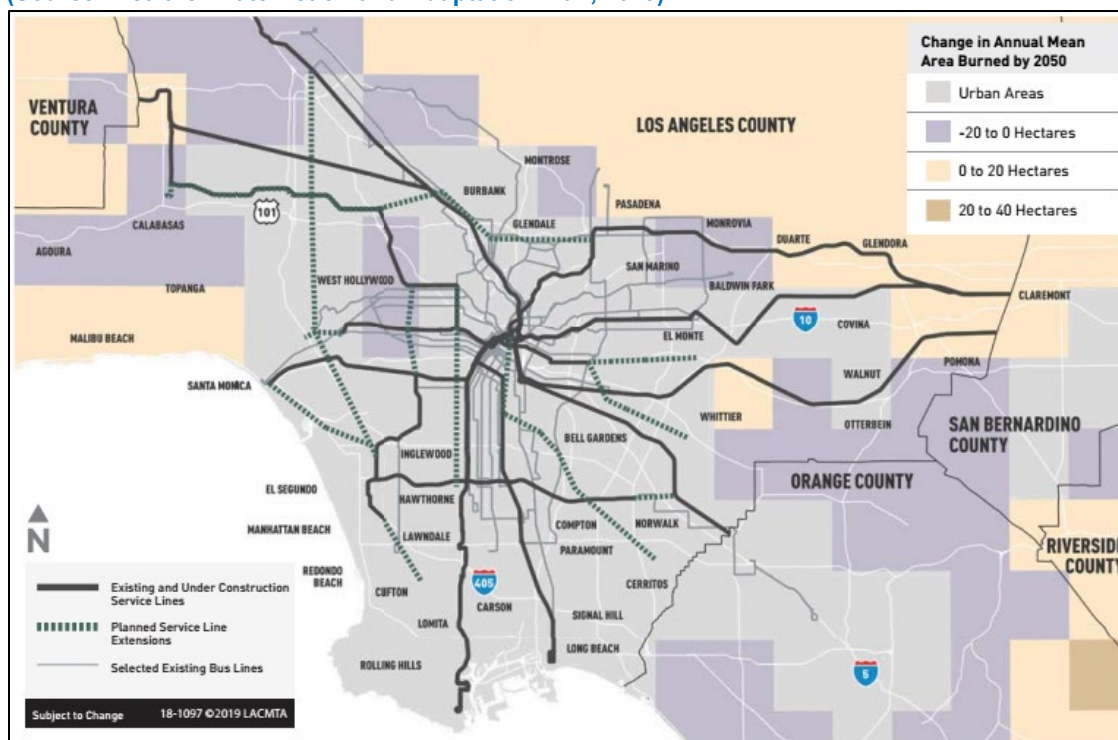 Change in Annual Mean
Area Burned by 2050
Urban Areas
-20 to 0 Hectares
0 to 20 Hectares
20 to 40 Hectares
VENTURA
COUNTY
LOS ANGELES COUNTY
MONTROSE
BURBANK
PASADENA
101
CALABASAS
GLENDALE
MONROVIA
DUARTE
GLENDORA
AGOURA
SAN MARINO
WEST HOLLYWOOD
BALDWIN PARK
TOPANGA
CLAREMONT
10
COVINA
MALIBU BEACH
EL MONTE
POMONA
WALNUT
SANTA MONICA
WHITTIER
OTTERBEIN
SAN BERNARDINO
COUNTY
BELL GARDENS
INGLEWOOD
ORANGE COUNTY
EL SEGUNDO
HAWTHORNE
N
MANHATTAN BEACH
COMPTON
NORWALK
LAWNDALE
PARAMOUNT
RIVERSIDE
COUNTY
REDONDO
BEACH
405
CERRITOS
CARSON
SIGNAL HILL
LOMITA
LONG BEACH
ROLLING HILLS
5
Existing and Under Construction
Service Lines
Planned Service Line
Extensions
Selected Existing Bus Lines
Subject to Change 18-1097 ©2019 LACMTA